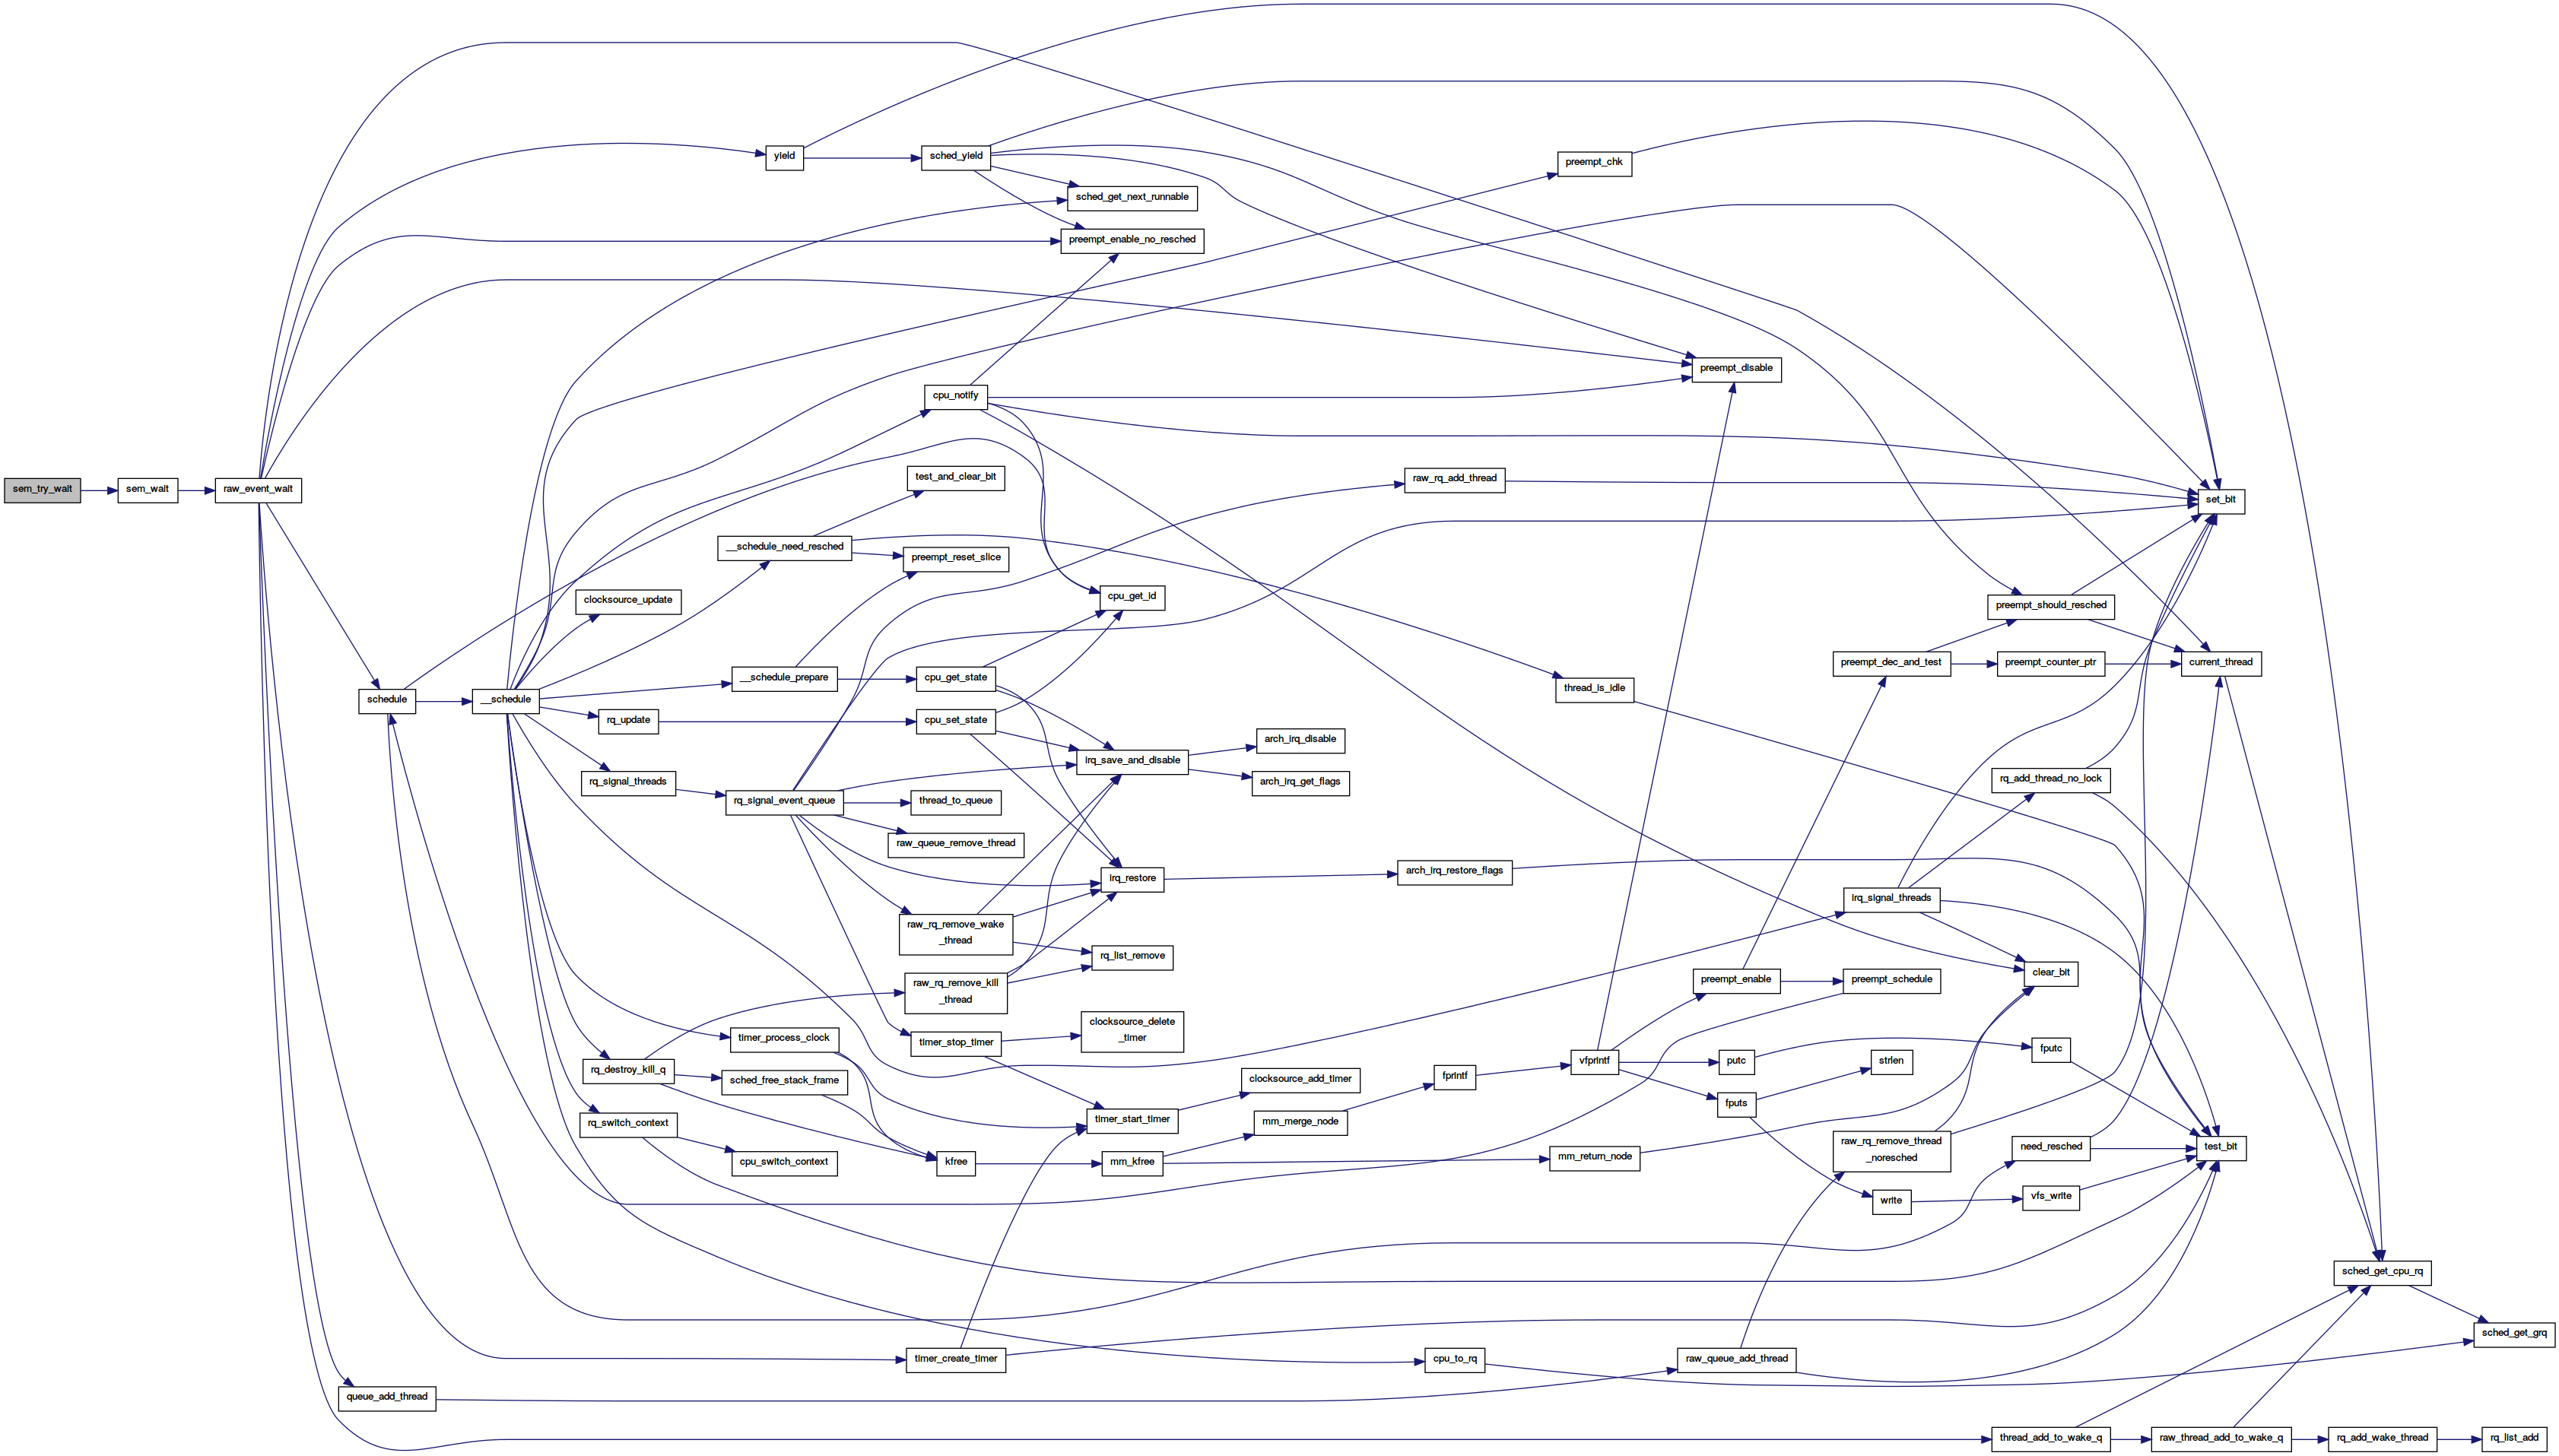 yield
sched_yield
preempt_chk
sched_get_next_runnable
preempt_enable_no_resched
preempt_disable
cpu_notify
test_and_clear_bit
raw_rq_add_thread
sem_try_wait
sem_wait
raw_event_wait
set_bit
__schedule_need_resched
preempt_reset_slice
clocksource_update
cpu_get_id
preempt_should_resched
__schedule_prepare
cpu_get_state
thread_is_idle
preempt_dec_and_test
preempt_counter_ptr
current_thread
schedule
__schedule
rq_update
cpu_set_state
arch_irq_disable
irq_save_and_disable
rq_signal_threads
arch_irq_get_flags
rq_add_thread_no_lock
rq_signal_event_queue
thread_to_queue
raw_queue_remove_thread
irq_restore
arch_irq_restore_flags
irq_signal_threads
raw_rq_remove_wake
_thread
rq_list_remove
raw_rq_remove_kill
_thread
preempt_enable
preempt_schedule
clear_bit
clocksource_delete
_timer
timer_process_clock
timer_stop_timer
rq_destroy_kill_q
sched_free_stack_frame
clocksource_add_timer
fprintf
vfprintf
putc
strlen
fputc
fputs
rq_switch_context
timer_start_timer
mm_merge_node
raw_rq_remove_thread
_noresched
need_resched
test_bit
cpu_switch_context
kfree
mm_kfree
mm_return_node
write
vfs_write
sched_get_cpu_rq
sched_get_grq
timer_create_timer
cpu_to_rq
raw_queue_add_thread
queue_add_thread
thread_add_to_wake_q
raw_thread_add_to_wake_q
rq_add_wake_thread
rq_list_add